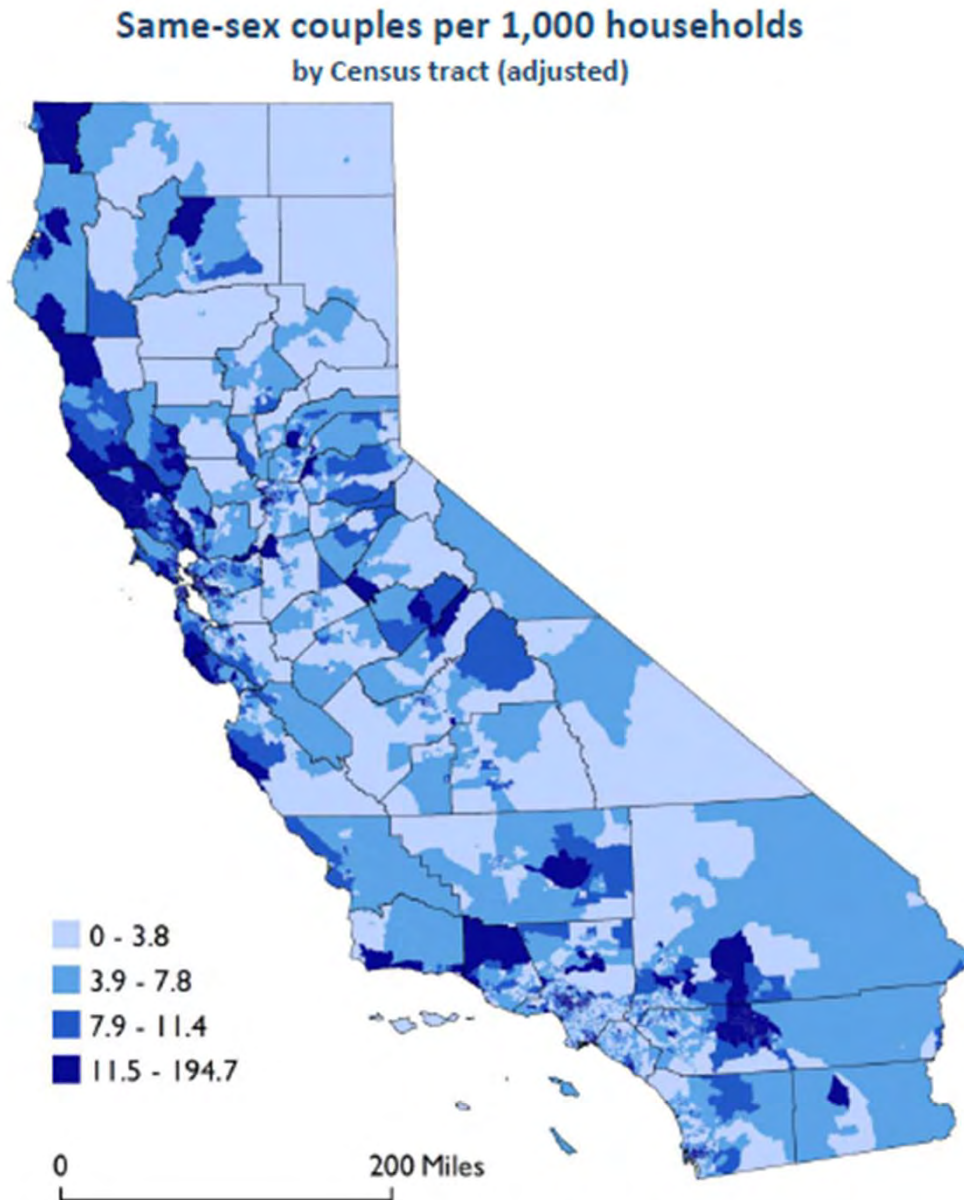 Same-sex couples per 1,000 households
by Census tract (adjusted)
0 - 3.8
3.9 - 7.8
7.9 - 11.4
11.5 - 194.7
0 200 Miles